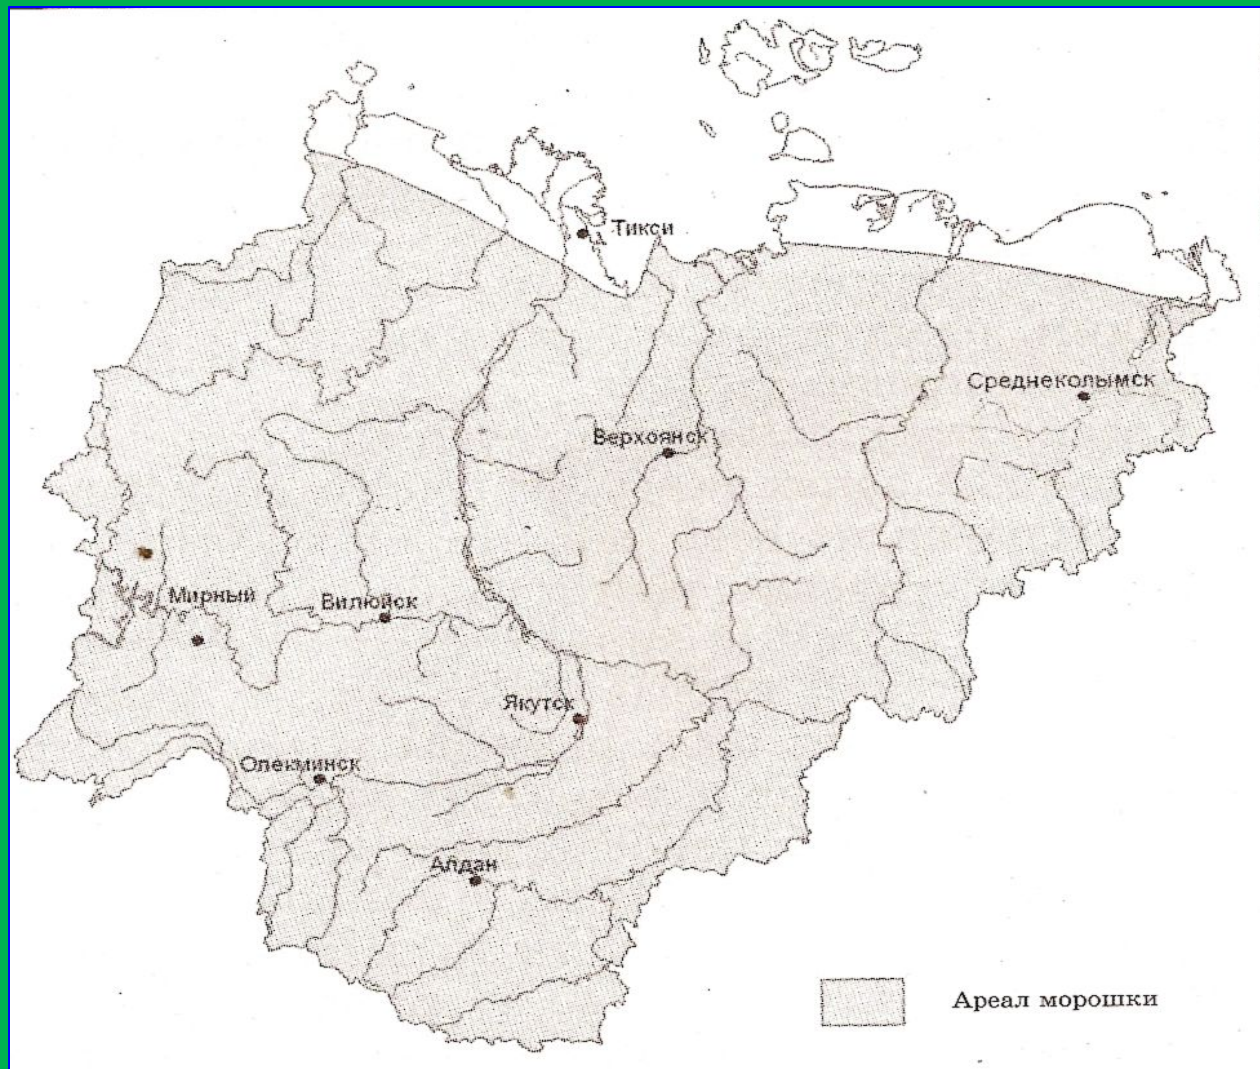 Тикси
Среднеколымск
Верхоянск
Мирный
Вилюйск
Якутск
Олекминск
Алдан
Ареал морошки